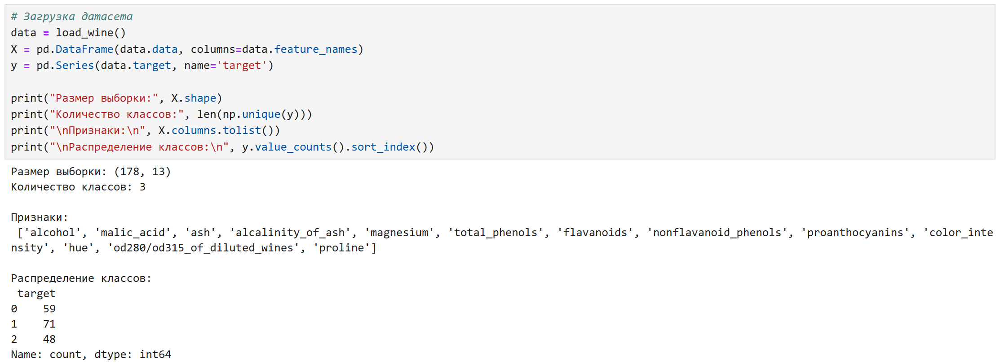 # Загрузка датасета
data = load_wine()
X = pd.DataFrame(data.data, columns=data.feature_names)
y = pd.Series(data.target, name='target')
print("Размер выборки:", X.shape)
print("Количество классов:", len(np.unique(y)))
print("\nПризнаки:\n", X.columns.tolist())
print("\nРаспределение классов:\n", y.value_counts().sort_index())
Размер выборки: (178, 13)
Количество классов: 3
Признаки:
 ['alcohol', 'malic_acid', 'ash', 'alcalinity_of_ash', 'magnesium', 'total_phenols', 'flavanoids', 'nonflavanoid_phenols', 'proanthocyanins', 'color_inte
nsity', 'hue', 'od280/od315_of_diluted_wines', 'proline']
Распределение классов:
 target
0    59
1    71
2    48
Name: count, dtype: int64